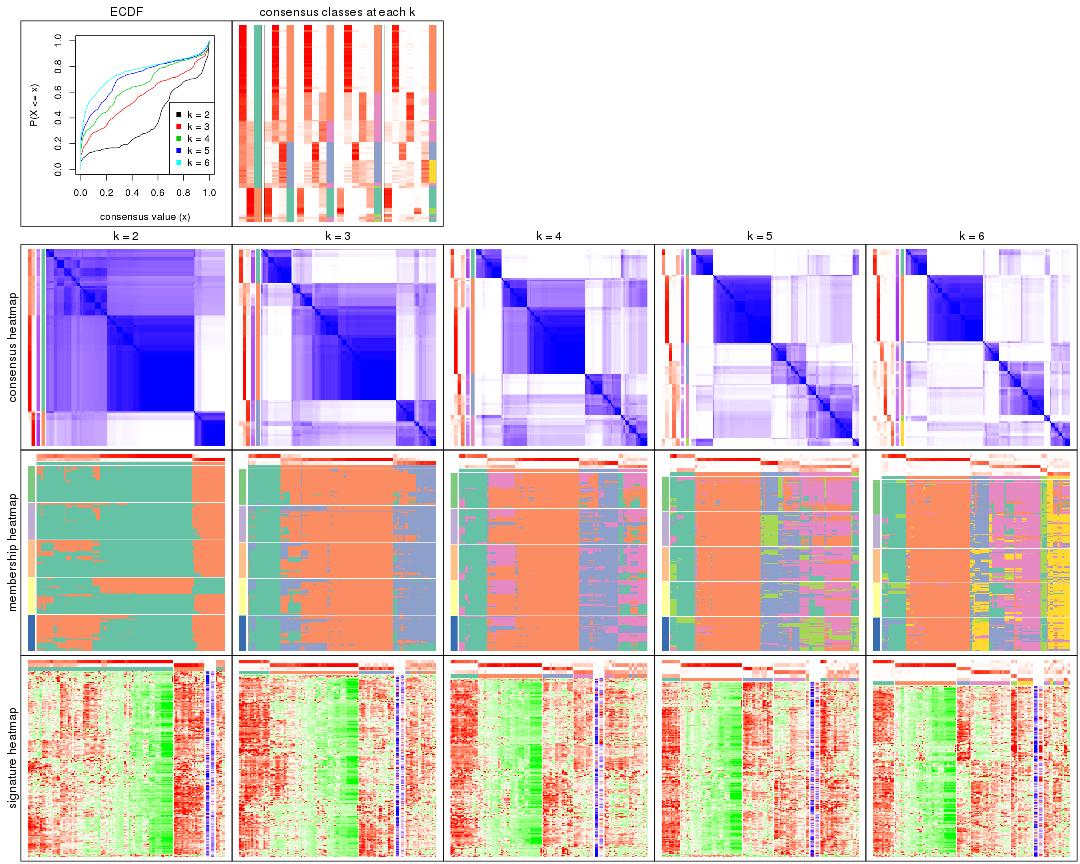 ECDF
consensus classes at each k
P(X <= x)
1.0
0.8
0.6
0.4
0.2
0.0
k = 2
k = 3
k = 4
k = 5
k = 6
0.0 0.2 0.4 0.6 0.8 1.0
consensus value (x)
k = 2
k = 3
k = 4
k = 5
k = 6
consensus heatmap
membership heatmap
signature heatmap